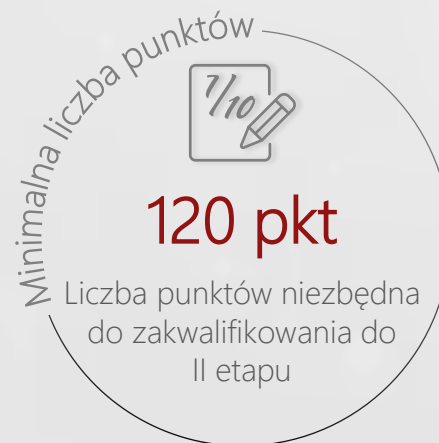 Minimalna liczba punktów
7/10
120 pkt
Liczba punktów niezbędna
do zakwalifikowania do
II etapu